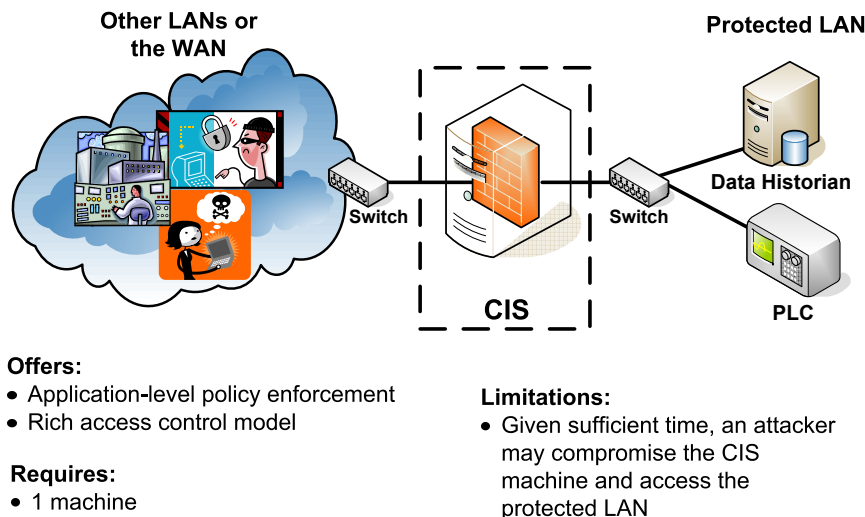 Other LANs or
the WAN
Protected LAN
Switch
CIS
Switch
Data Historian
PLC
Offers:
• Application-level policy enforcement
• Rich access control model
Requires:
• 1 machine
Limitations:
• Given sufficient time, an attacker
may compromise the CIS
machine and access the
protected LAN